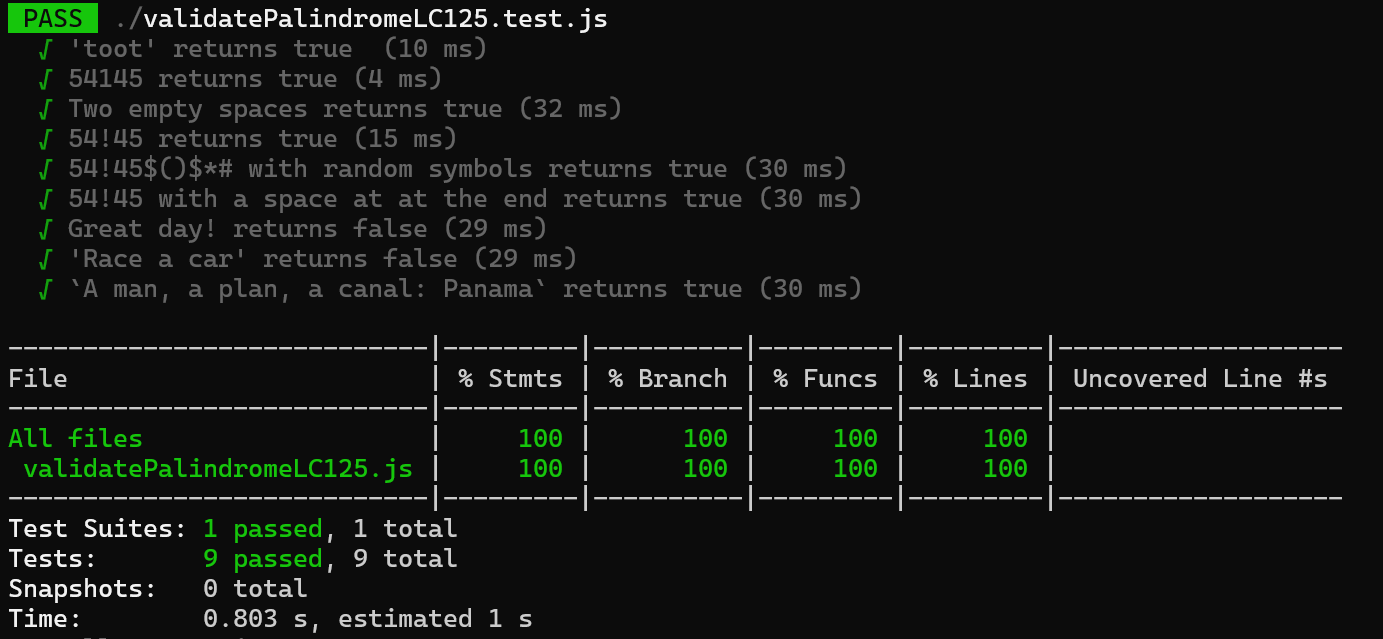 PASS ./validatePalindromeLC125.test.js
√ 'toot' returns true  (10 ms)
√ 54145 returns true (4 ms)
√ Two empty spaces returns true (32 ms)
√ 54!45 returns true (15 ms)
√ 54!45$()$*# with random symbols returns true (30 ms)
√ 54!45 with a space at at the end returns true (30 ms)
√ Great day! returns false (29 ms)
√ 'Race a car' returns false (29 ms)
√ `A man, a plan, a canal: Panama` returns true (30 ms)
----------------------------|---------|----------|---------|---------|-------------------
File                        | % Stmts | % Branch | % Funcs | % Lines | Uncovered Line #s
----------------------------|---------|----------|---------|---------|-------------------
All files                   |     100 |      100 |     100 |     100 |
 validatePalindromeLC125.js |     100 |      100 |     100 |     100 |
----------------------------|---------|----------|---------|---------|-------------------
Test Suites: 1 passed, 1 total
Tests:       9 passed, 9 total
Snapshots:   0 total
Time:        0.803 s, estimated 1 s